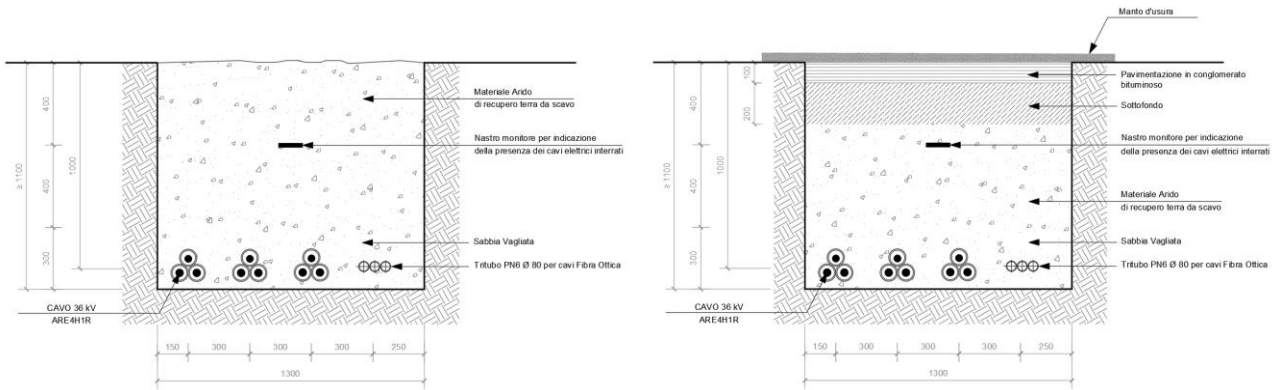 Materiale Arido
di recupero terra da scavo
Nastro monitore per indicazione
della presenza dei cavi elettrici interrati
Sabbia Vagliata
Tritubo PN6 Ø 80 per cavi Fibra Ottica
CAVO 36 kV
ARE4H1R
≥ 1100
400
400
300
1000
150
300
300
300
250
1300
Manto d'usura
Pavimentazione in conglomerato
bituminoso
Sottofondo
Nastro monitore per indicazione
della presenza dei cavi elettrici interrati
Materiale Arido
di recupero terra da scavo
Sabbia Vagliata
Tritubo PN6 Ø 80 per cavi Fibra Ottica
CAVO 36 kV
ARE4H1R
≥ 1100
400
400
300
100
200
1000
150
300
300
300
250
1300